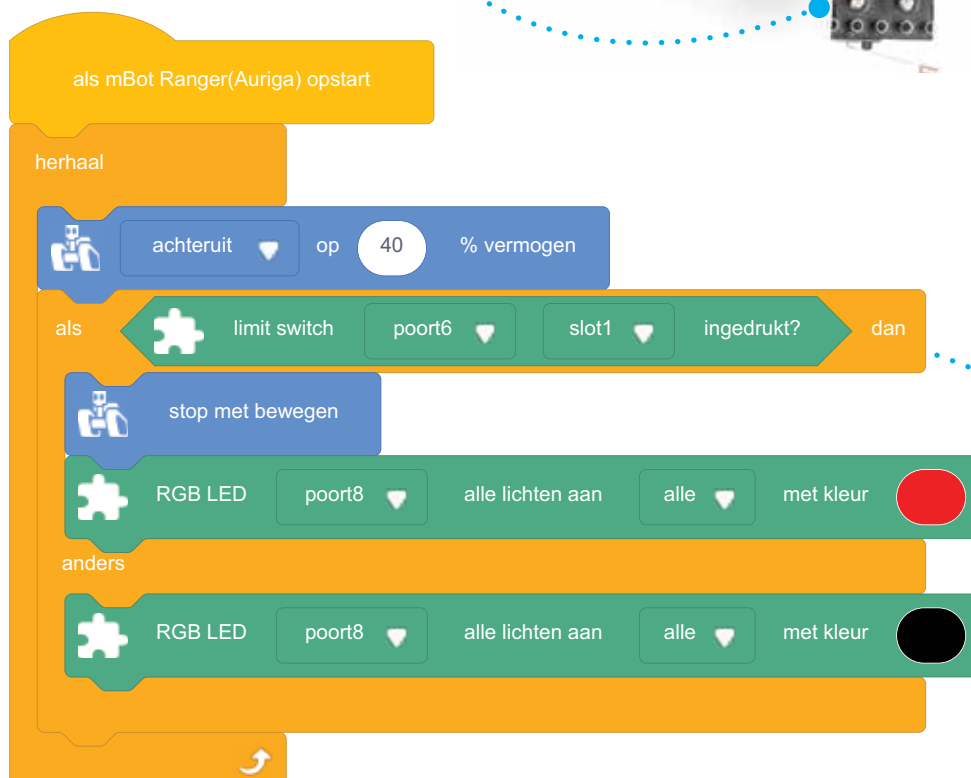 als mBot Ranger(Auriga) opstart
herhaal
achteruit op 40 % vermogen
als limit switch poort6 slot1 ingedrukt? dan
stop met bewegen
RGB LED poort8 alle lichten aan alle met kleur
anders
RGB LED poort8 alle lichten aan alle met kleur